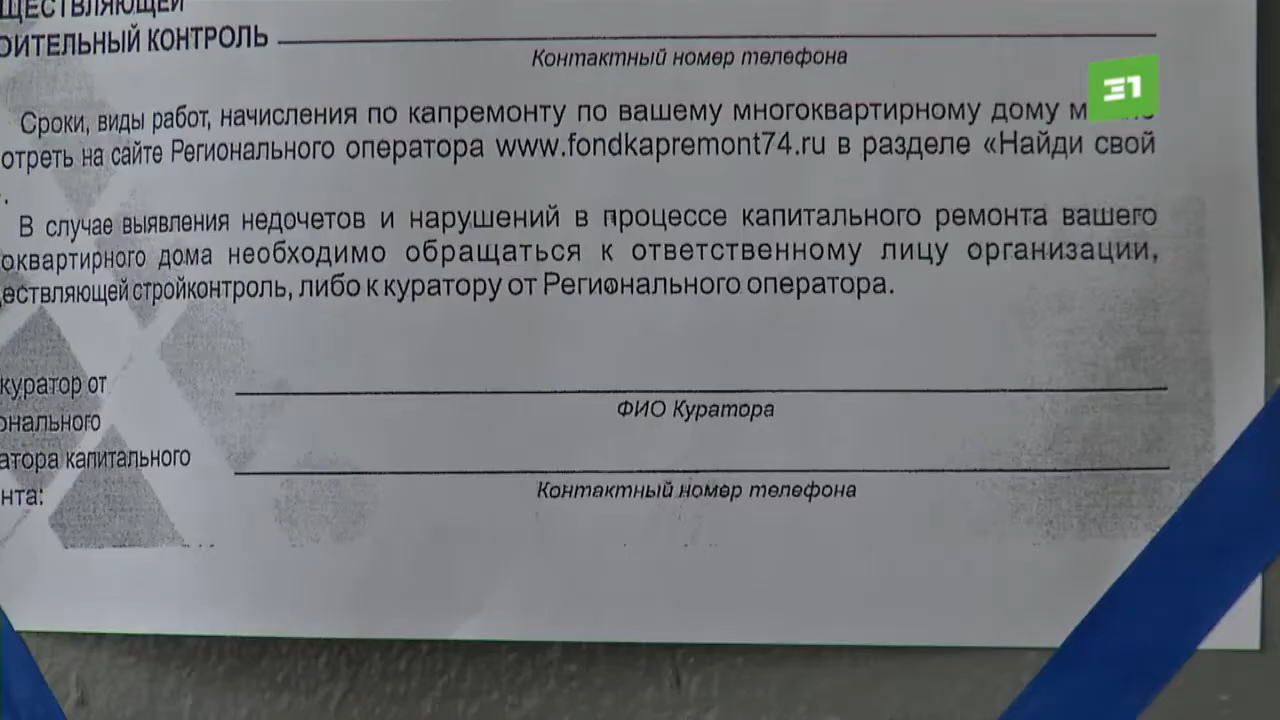 ЩЕСТВЛЯЮЩЕЙ
ОИТЕЛЬНЫЙ КОНТРОЛЬ
Контактный номер телефона
31
Сроки, виды работ, начисления по капремонту по вашему многоквартирному дому м
отреть на сайте Регионального оператора www.fondkapremont74.ru в разделе «Найди свой
.
В случае выявления недочетов и нарушений в процессе капитального ремонта вашего
оквартирного дома необходимо обращаться к ответственному лицу организации,
ествляющей стройконтроль, либо к куратору от Регионального оператора.
куратор от
онального
ФИО Куратора
атора капитального
нта:
Контактный номер телефона